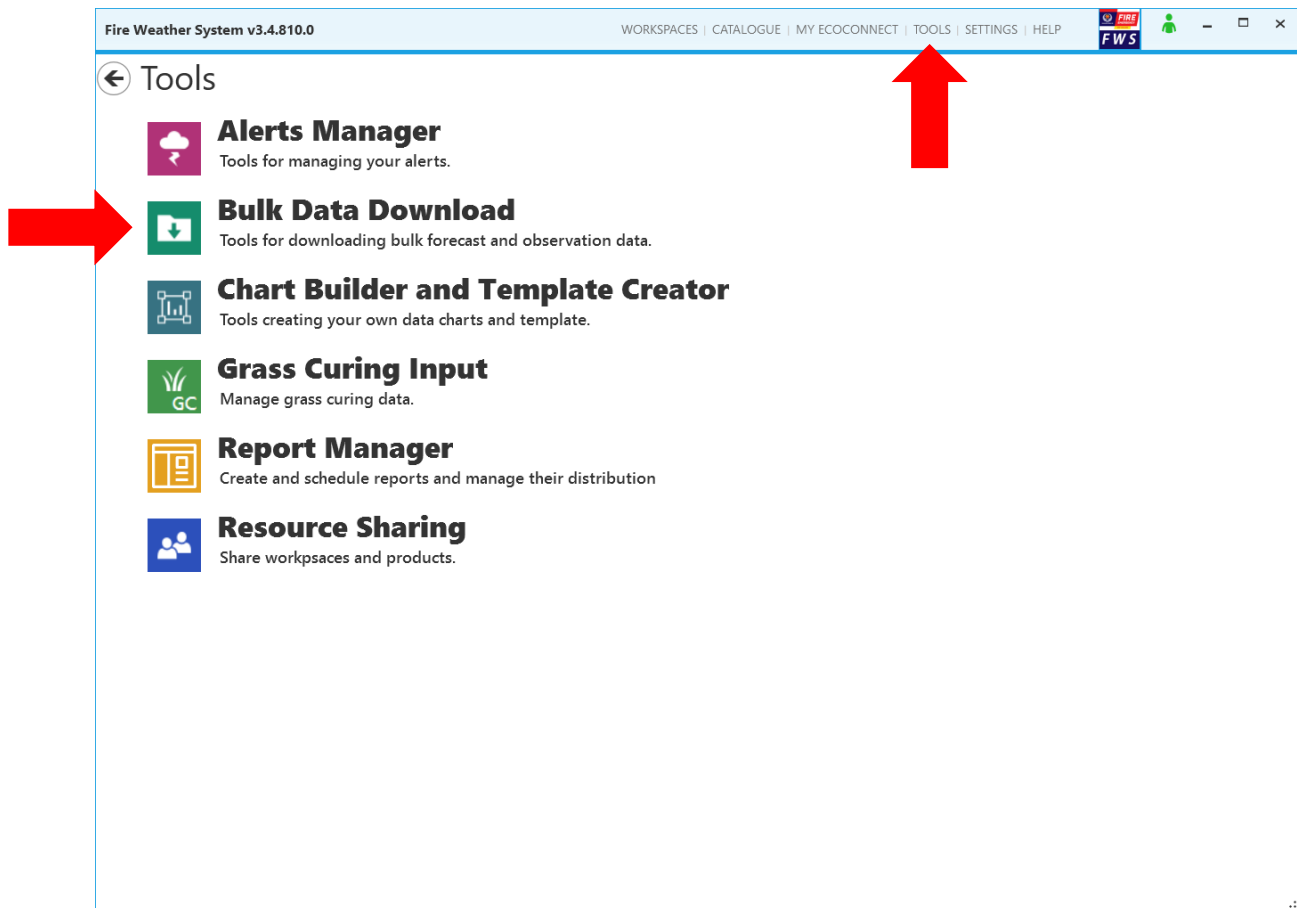 Fire Weather System v3.4.810.0
WORKSPACES | CATALOGUE | MY ECOCONNECT | TOOLS | SETTINGS | HELP
FIRE
FWS
Tools
Alerts Manager
Tools for managing your alerts.
Bulk Data Download
Tools for downloading bulk forecast and observation data.
Chart Builder and Template Creator
Tools creating your own data charts and template.
GC
Grass Curing Input
Manage grass curing data.
Report Manager
Create and schedule reports and manage their distribution
Resource Sharing
Share workpsaces and products.